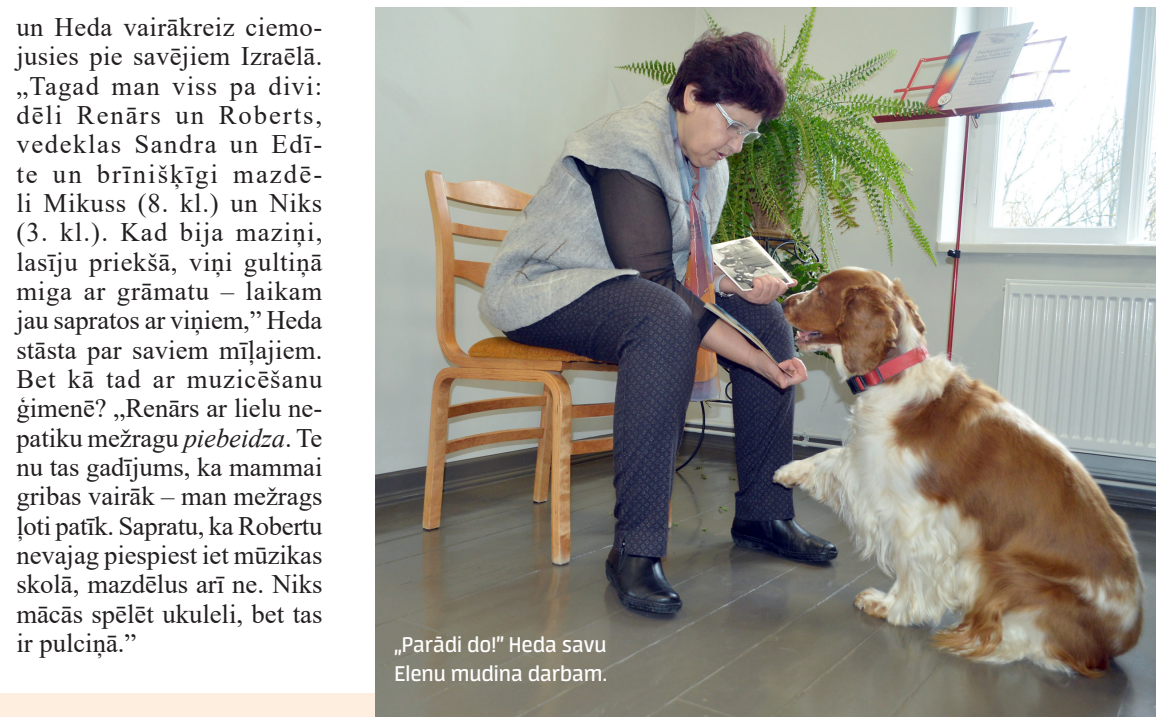 un Heda vairākreiz ciemo-
jusies pie savējiem Izraēlā.
„Tagad man viss pa divi:
dēli Renārs un Roberts,
vedeklas Sandra un Edī-
te un brīnišķīgi mazdē-
li Mikuss (8. kl.) un Niks
(3. kl.). Kad bija maziņi,
lasīju priekšā, viņi gultiņā
miga ar grāmatu – laikam
jau sapratos ar viņiem,” Heda
stāsta par saviem mīļajiem.
Bet kā tad ar muzicēšanu
ģimenē? „Renārs ar lielu ne-
patiku mežragu piebeidza. Te
nu tas gadījums, ka mammai
gribas vairāk – man mežrags
ļoti patīk. Sapratu, ka Robertu
nevajag piespiest iet mūzikas
skolā, mazdēlus arī ne. Niks
mācās spēlēt ukuleli, bet tas
ir pulciņā.”
„Parādi do!” Heda savu
Elenu mudina darbam.